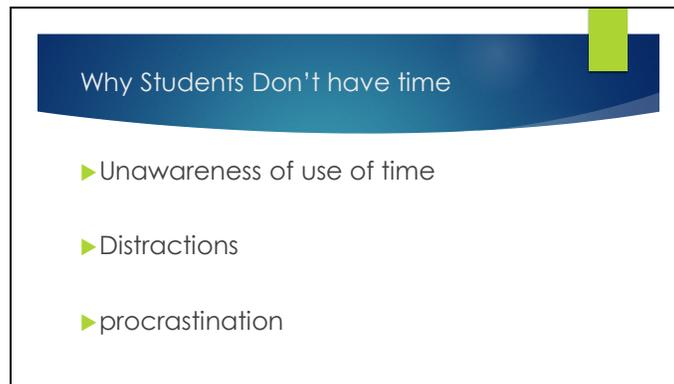 Why Students Don’t have time
Unawareness of use of time
Distractions
procrastination